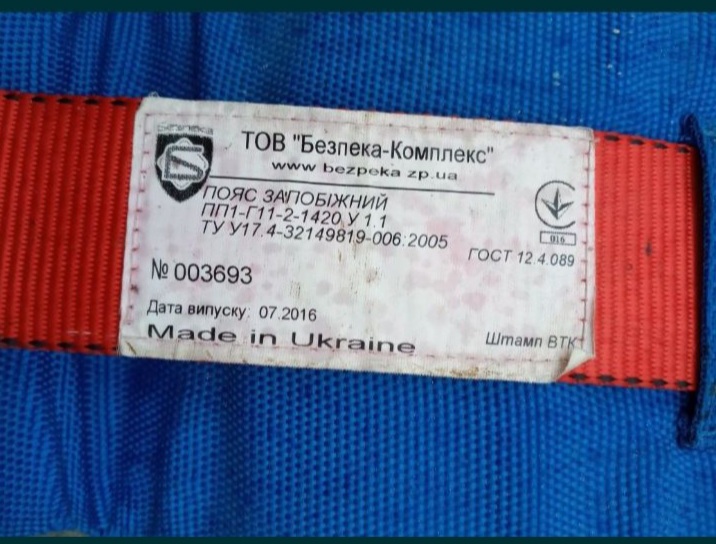 ТОВ "Безпека-Комплекс"
www bezpeka zp.ua
ПОЯС ЗАПОБІЖНИЙ
ПП1-Г11-2-1420 У 1.1
ТУ У17.4-32149819-006:2005
016
ГОСТ 12.4.089
№ 003693
Дата випуску: 07.2016
Made in Ukraine
Штамп ВТК